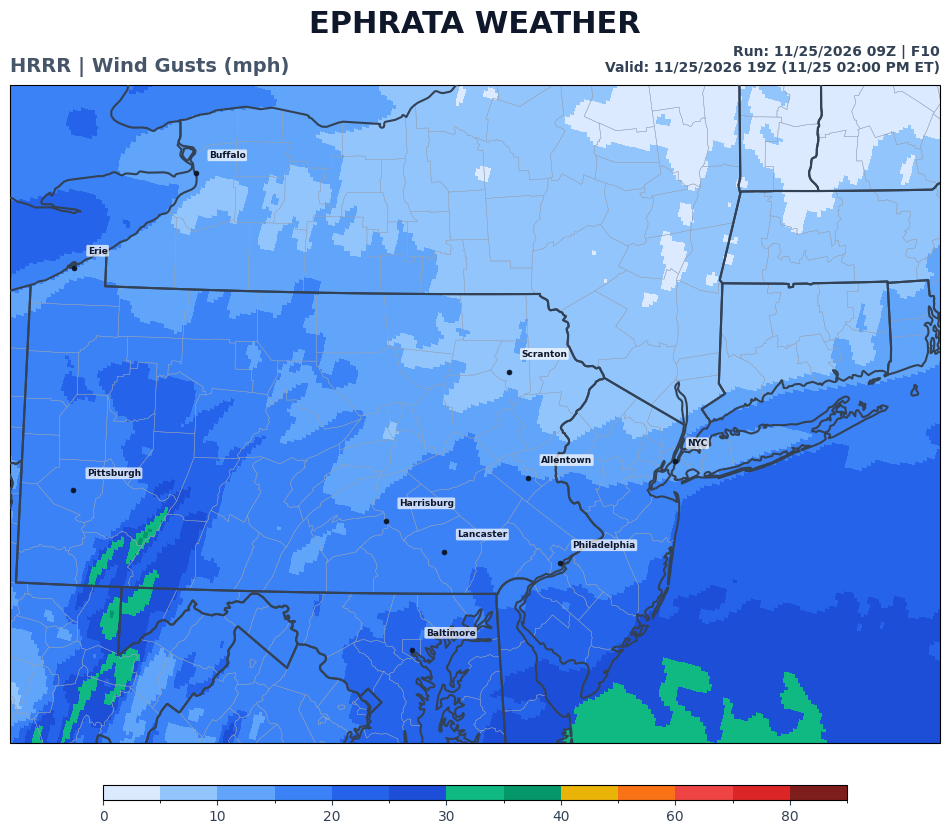 EPHRATA WEATHER
HRRR | Wind Gusts (mph)
Run: 11/25/2026 09Z | F10
Valid: 11/25/2026 19Z (11/25 02:00 PM ET)
Buffalo
Erie
Scranton
NYC
Allentown
Pittsburgh
Harrisburg
Lancaster
Philadelphia
Baltimore
0 10 20 30 40 60 80